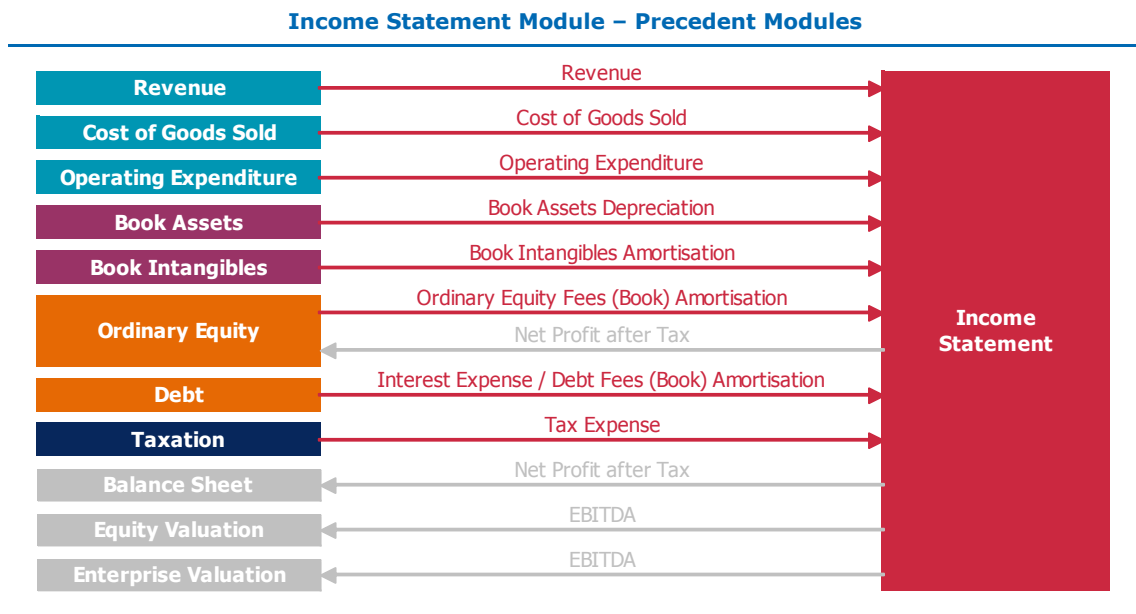 Income Statement Module – Precedent Modules
Revenue
Revenue
Cost of Goods Sold
Cost of Goods Sold
Operating Expenditure
Operating Expenditure
Book Assets
Book Assets Depreciation
Book Intangibles
Book Intangibles Amortisation
Ordinary Equity
Ordinary Equity Fees (Book) Amortisation
Net Profit after Tax
Income
Statement
Debt
Interest Expense / Debt Fees (Book) Amortisation
Taxation
Tax Expense
Balance Sheet
Net Profit after Tax
Equity Valuation
EBITDA
Enterprise Valuation
EBITDA